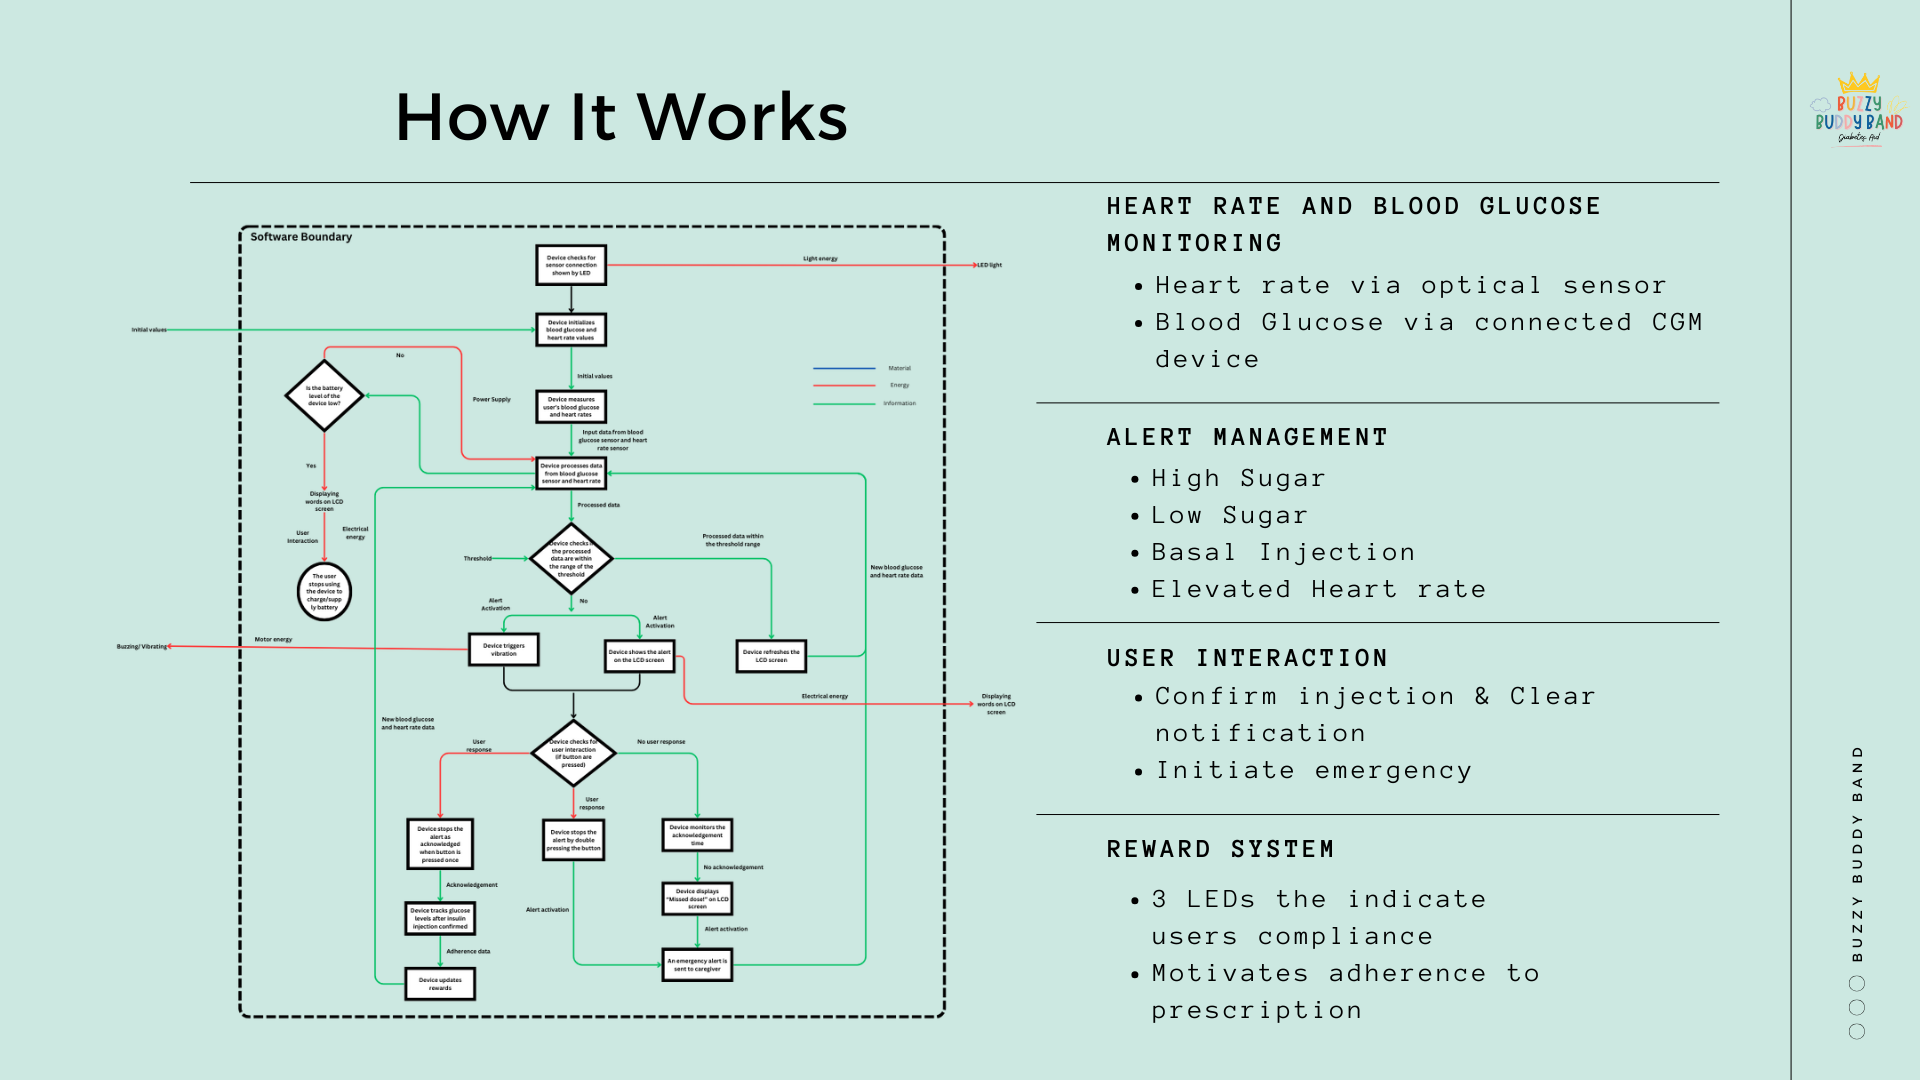 How It Works
BUZZY
BUDDY BAND
Diabetes Aid
Software Boundary
Device checks for
sensor connection
shown by LED
Light energy
LED light
Initial values
Device initializes
blood glucose and
heart rate values
No
Initial values
Material
Energy
Information
Is the battery
level of the
device low?
Power Supply
Device measures
user's blood glucose
and heart rates
Input data from blood
glucose sensor and heart
rate sensor
Yes
Device processes data
from blood glucose
sensor and heart rate
Displaying
words on LCD
screen
Processed data
User
Interaction
Electrical
energy
Threshold
Device checks if
the processed
data are within
the range of the
threshold
Processed data within
the threshold range
New blood glucose
and heart rate data
The user
stops using
the device to
charge/supp
ly battery
Alert
Activation
No
Alert
Activation
Buzzing/ Vibrating
Motor energy
Device triggers
vibration
Device shows the alert
on the LCD screen
Device refreshes the
LCD screen
Electrical energy
Displaying
words on LCD
screen
New blood glucose
and heart rate data
User
response
Device checks for
user interaction
(if button are
pressed)
No user response
User
response
Device stops the
alert as
acknowledged
when button is
pressed once
Device stops the
alert by double
pressing the button
Device monitors the
acknowledgement
time
Acknowledgement
No acknowledgement
Device tracks glucose
levels after insulin
injection confirmed
Alert activation
Device displays
"Missed dose!" on LCD
screen
Adherence data
Alert activation
Device updates
rewards
An emergency alert is
sent to caregiver
HEART RATE AND BLOOD GLUCOSE
MONITORING
• Heart rate via optical sensor
• Blood Glucose via connected CGM
device
ALERT MANAGEMENT
• High Sugar
• Low Sugar
• Basal Injection
• Elevated Heart rate
USER INTERACTION
• Confirm injection & Clear
notification
• Initiate emergency
REWARD SYSTEM
• 3 LEDs the indicate
users compliance
• Motivates adherence to
prescription
BUZZY BUDDY BAND